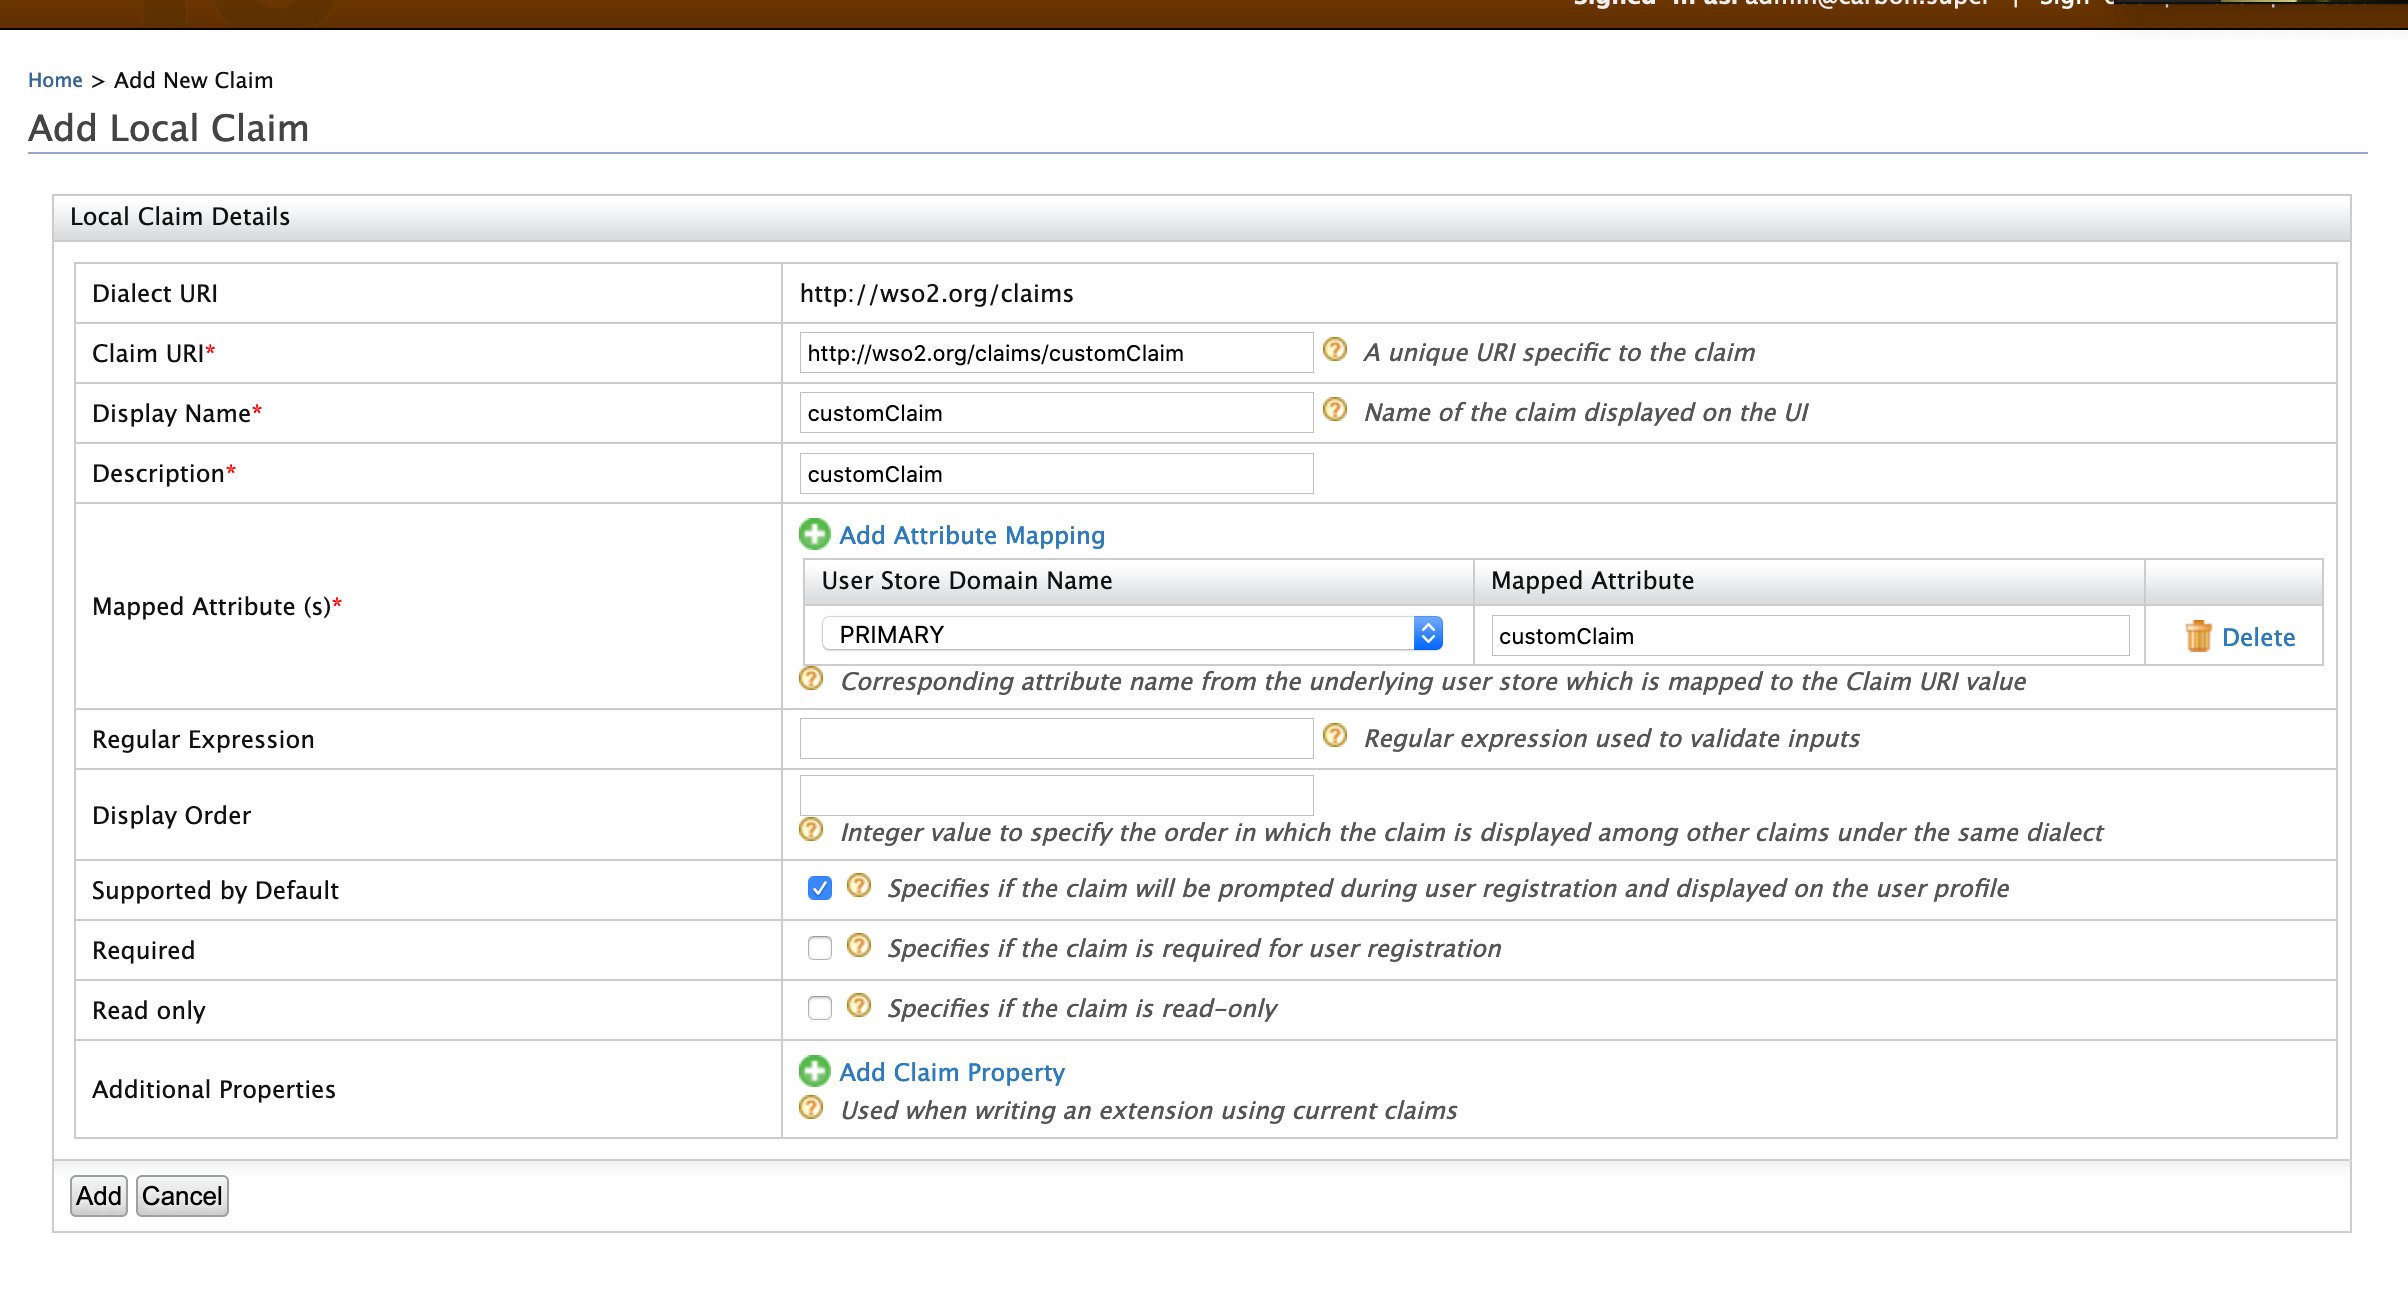 Signed-in as: admin@carbon.super | Sign-
Home > Add New Claim
Add Local Claim
Local Claim Details
Dialect URI http://wso2.org/claims
Claim URI* http://wso2.org/claims/customClaim A unique URI specific to the claim
Display Name* customClaim Name of the claim displayed on the UI
Description* customClaim
Add Attribute Mapping
User Store Domain Name Mapped Attribute
Mapped Attribute (s)* PRIMARY customClaim Delete
Corresponding attribute name from the underlying user store which is mapped to the Claim URI value
Regular Expression Regular expression used to validate inputs
Display Order
Integer value to specify the order in which the claim is displayed among other claims under the same dialect
Supported by Default Specifies if the claim will be prompted during user registration and displayed on the user profile
Required Specifies if the claim is required for user registration
Read only Specifies if the claim is read-only
Add Claim Property
Additional Properties
Used when writing an extension using current claims
Add Cancel